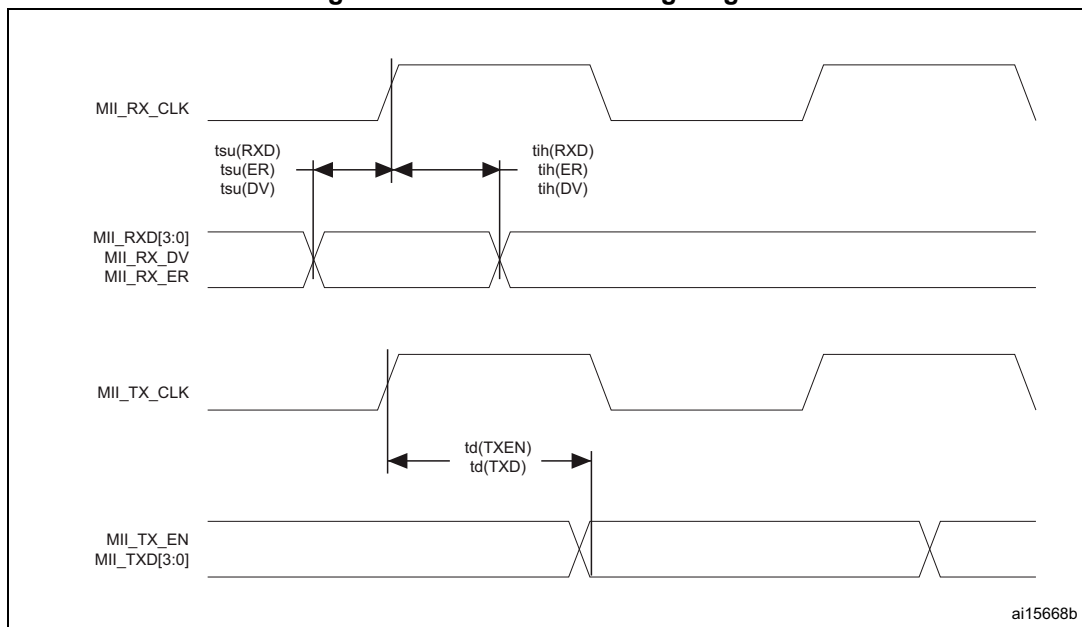 MII_RX_CLK
tsu(RXD)
tsu(ER)
tsu(DV)
tih(RXD)
tih(ER)
tih(DV)
MII_RXD[3:0]
MII_RX_DV
MII_RX_ER
MII_TX_CLK
td(TXEN)
td(TXD)
MII_TX_EN
MII_TXD[3:0]
ai15668b